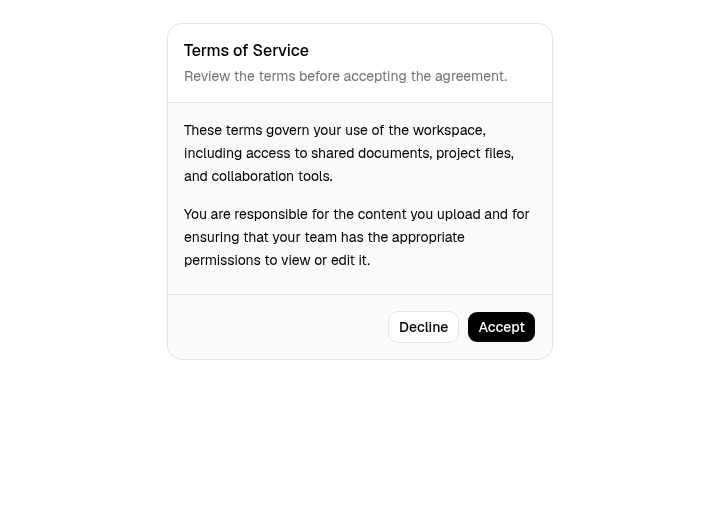 Terms of Service
Review the terms before accepting the agreement.
These terms govern your use of the workspace,
including access to shared documents, project files,
and collaboration tools.
You are responsible for the content you upload and for
ensuring that your team has the appropriate
permissions to view or edit it.
Decline
Accept